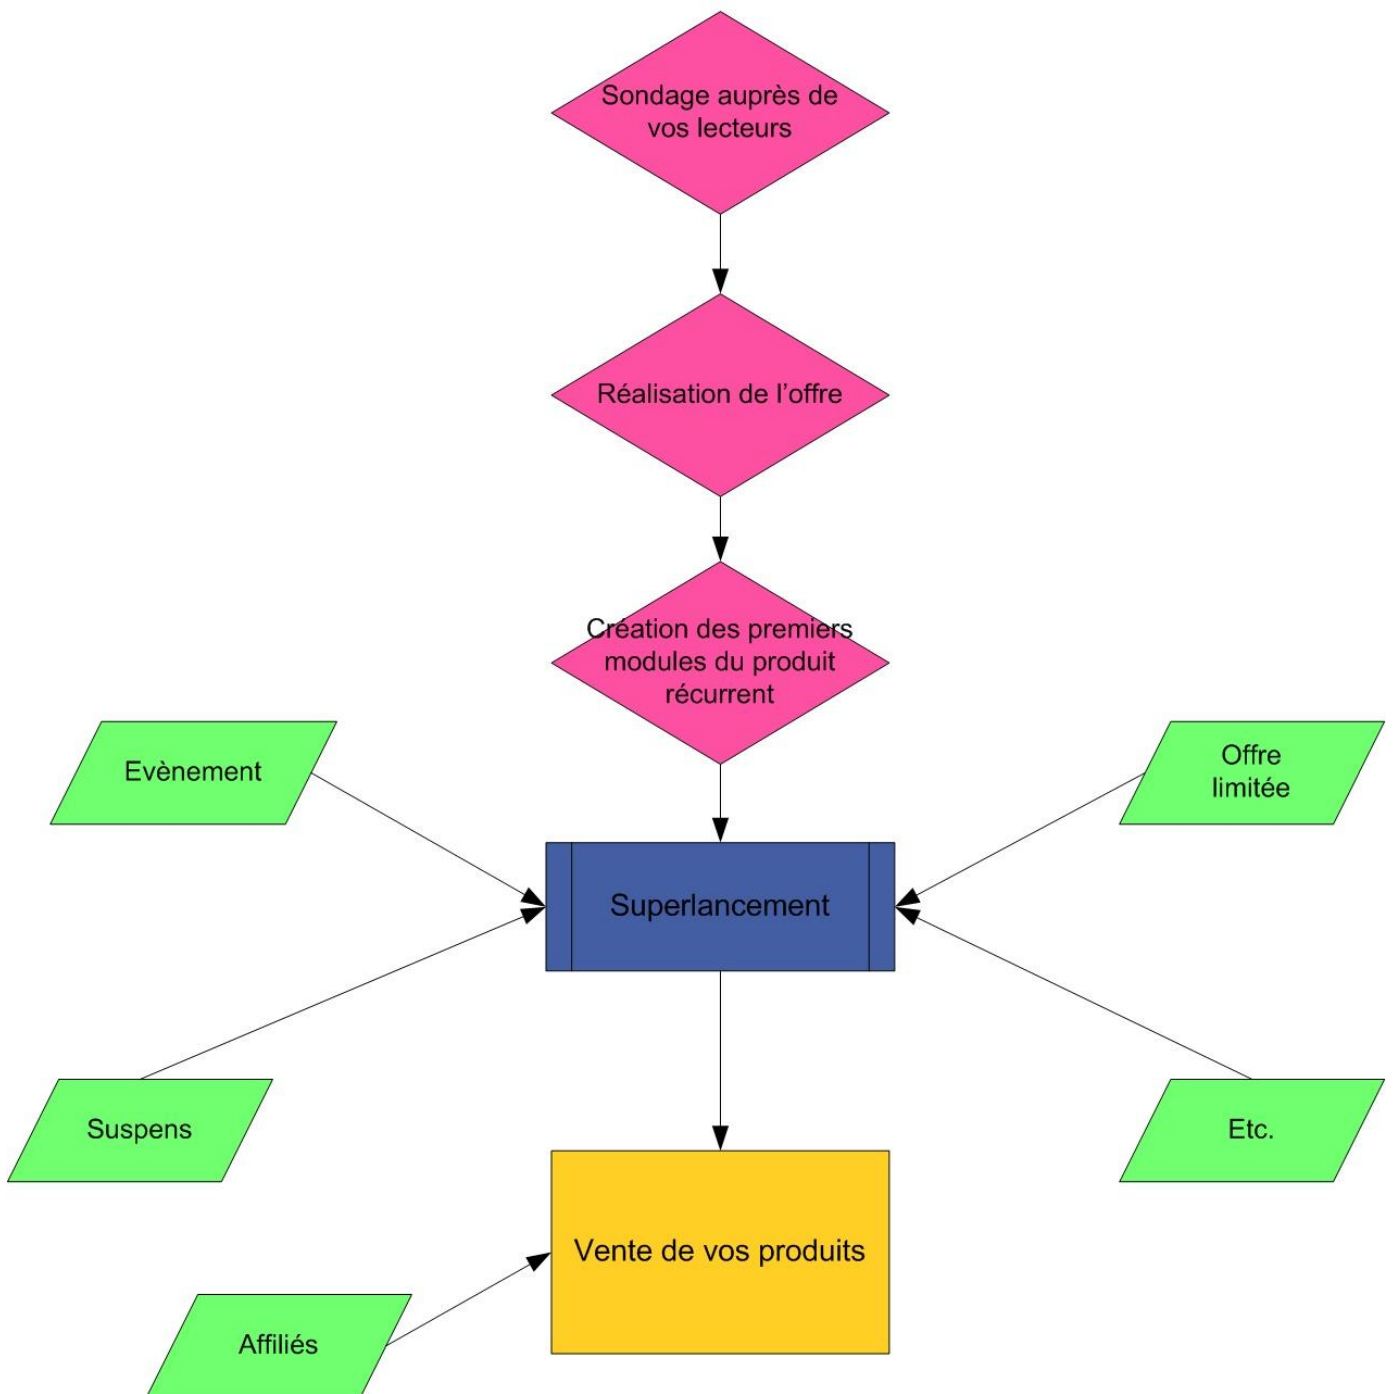 Sondage auprès de
vos lecteurs
Réalisation de l’offre
Création des premiers
modules du produit
récurrent
Evènement
Offre
limitée
Superlancement
Suspens
Etc.
Vente de vos produits
Affiliés